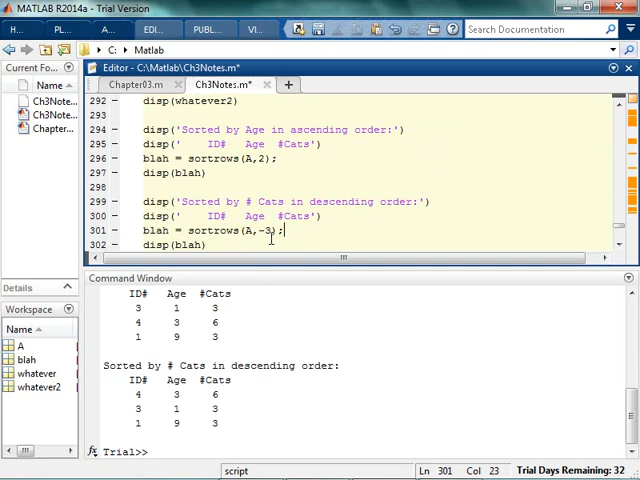 MATLAB R2014a - Trial Version
H... P... A... EDIT... PUBL... VI... Search Documentation
C: ▸ Matlab ▸
Current Fo... Editor - C:\Matlab\Ch3Notes.m*
Name Chapter03.m Ch3Notes.m*
Ch3Note
Ch3Note
Chapter
292 disp(whatever2)
293
294 disp('Sorted by Age in ascending order:')
295 disp('     ID#   Age  #Cats')
296 blah = sortrows(A,2);
297 disp(blah)
298
299 disp('Sorted by # Cats in descending order:')
300 disp('     ID#   Age  #Cats')
301 blah = sortrows(A,-3);
302 disp(blah)
Details
Workspace
Name
A
blah
whatever
whatever2
Command Window
ID# Age #Cats
3 1 3
4 3 6
1 9 3
Sorted by # Cats in descending order:
ID# Age #Cats
4 3 6
3 1 3
1 9 3
fx Trial>>
script Ln 301 Col 23 Trial Days Remaining: 32